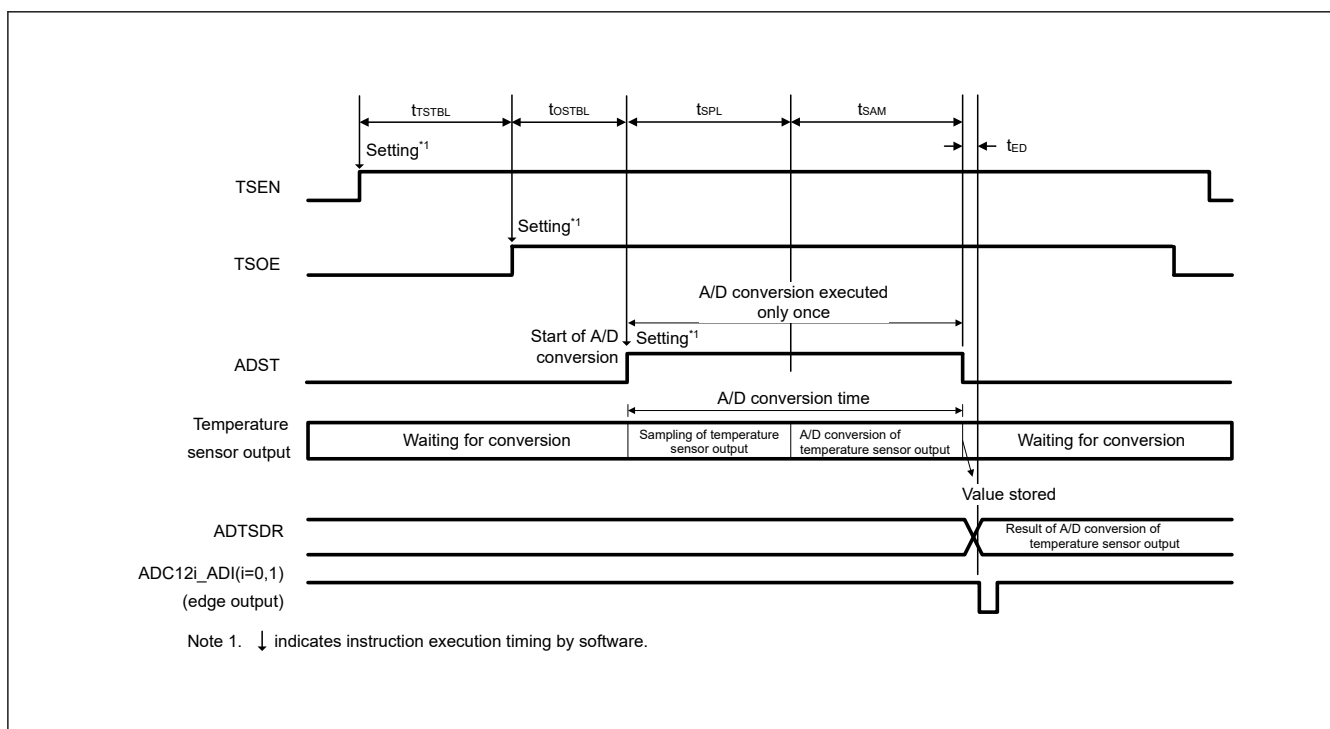 tTSTBL
tOSTBL
tSPL
tSAM
tED
Setting*1
TSEN
Setting*1
TSOE
A/D conversion executed
only once
Start of A/D
conversion
Setting*1
ADST
A/D conversion time
Temperature
sensor output
Waiting for conversion
Sampling of temperature
sensor output
A/D conversion of
temperature sensor output
Waiting for conversion
Value stored
ADTSDR
Result of A/D conversion of
temperature sensor output
ADC12i_ADI(i=0,1)
(edge output)
Note 1. ↓ indicates instruction execution timing by software.